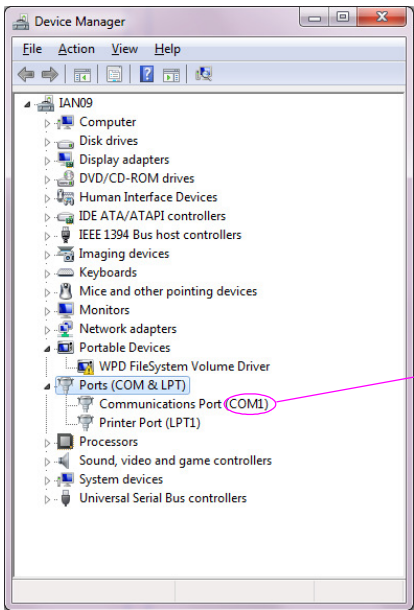 Device Manager
File Action View Help
IAN09
Computer
Disk drives
Display adapters
DVD/CD-ROM drives
Human Interface Devices
IDE ATA/ATAPI controllers
IEEE 1394 Bus host controllers
Imaging devices
Keyboards
Mice and other pointing devices
Monitors
Network adapters
Portable Devices
WPD FileSystem Volume Driver
Ports (COM & LPT)
Communications Port (COM1)
Printer Port (LPT1)
Processors
Sound, video and game controllers
System devices
Universal Serial Bus controllers